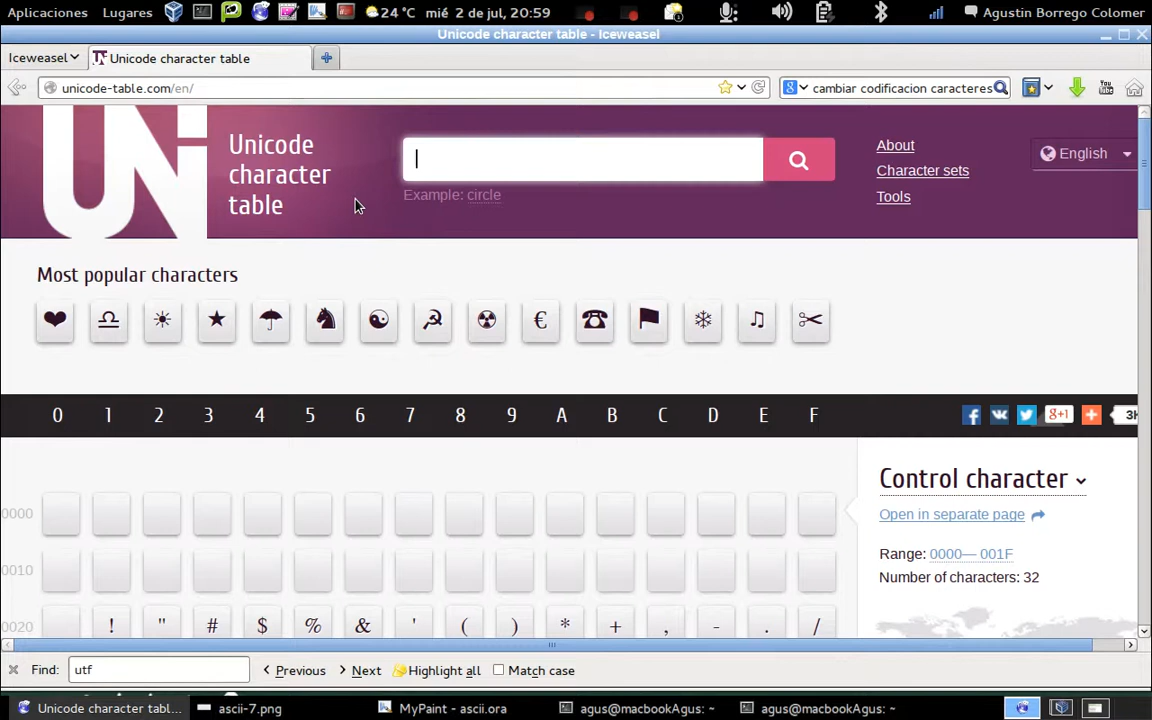 Aplicaciones Lugares 24 °C mié 2 de jul, 20:59 Agustin Borrego Colomer
Unicode character table - Iceweasel
Iceweasel Unicode character table
unicode-table.com/en/ cambiar codificacion caracteres
UNI
Unicode
character
table
Example: circle
About
Character sets
Tools
English
Most popular characters
❤ ♎ ☀ ★ ☂ ♞ ☯ ☭ ☢ € ☎ ⚑ ❄ ♫ ✂
0 1 2 3 4 5 6 7 8 9 A B C D E F
g+1
Control character
Open in separate page
Range: 0000— 001F
Number of characters: 32
0000
0010
0020 ! " # $ % & ' ( ) * + , - . /
Find: utf Previous Next Highlight all Match case
Unicode character tabl... ascii-7.png MyPaint - ascii.ora agus@macbookAgus: ~ agus@macbookAgus: ~